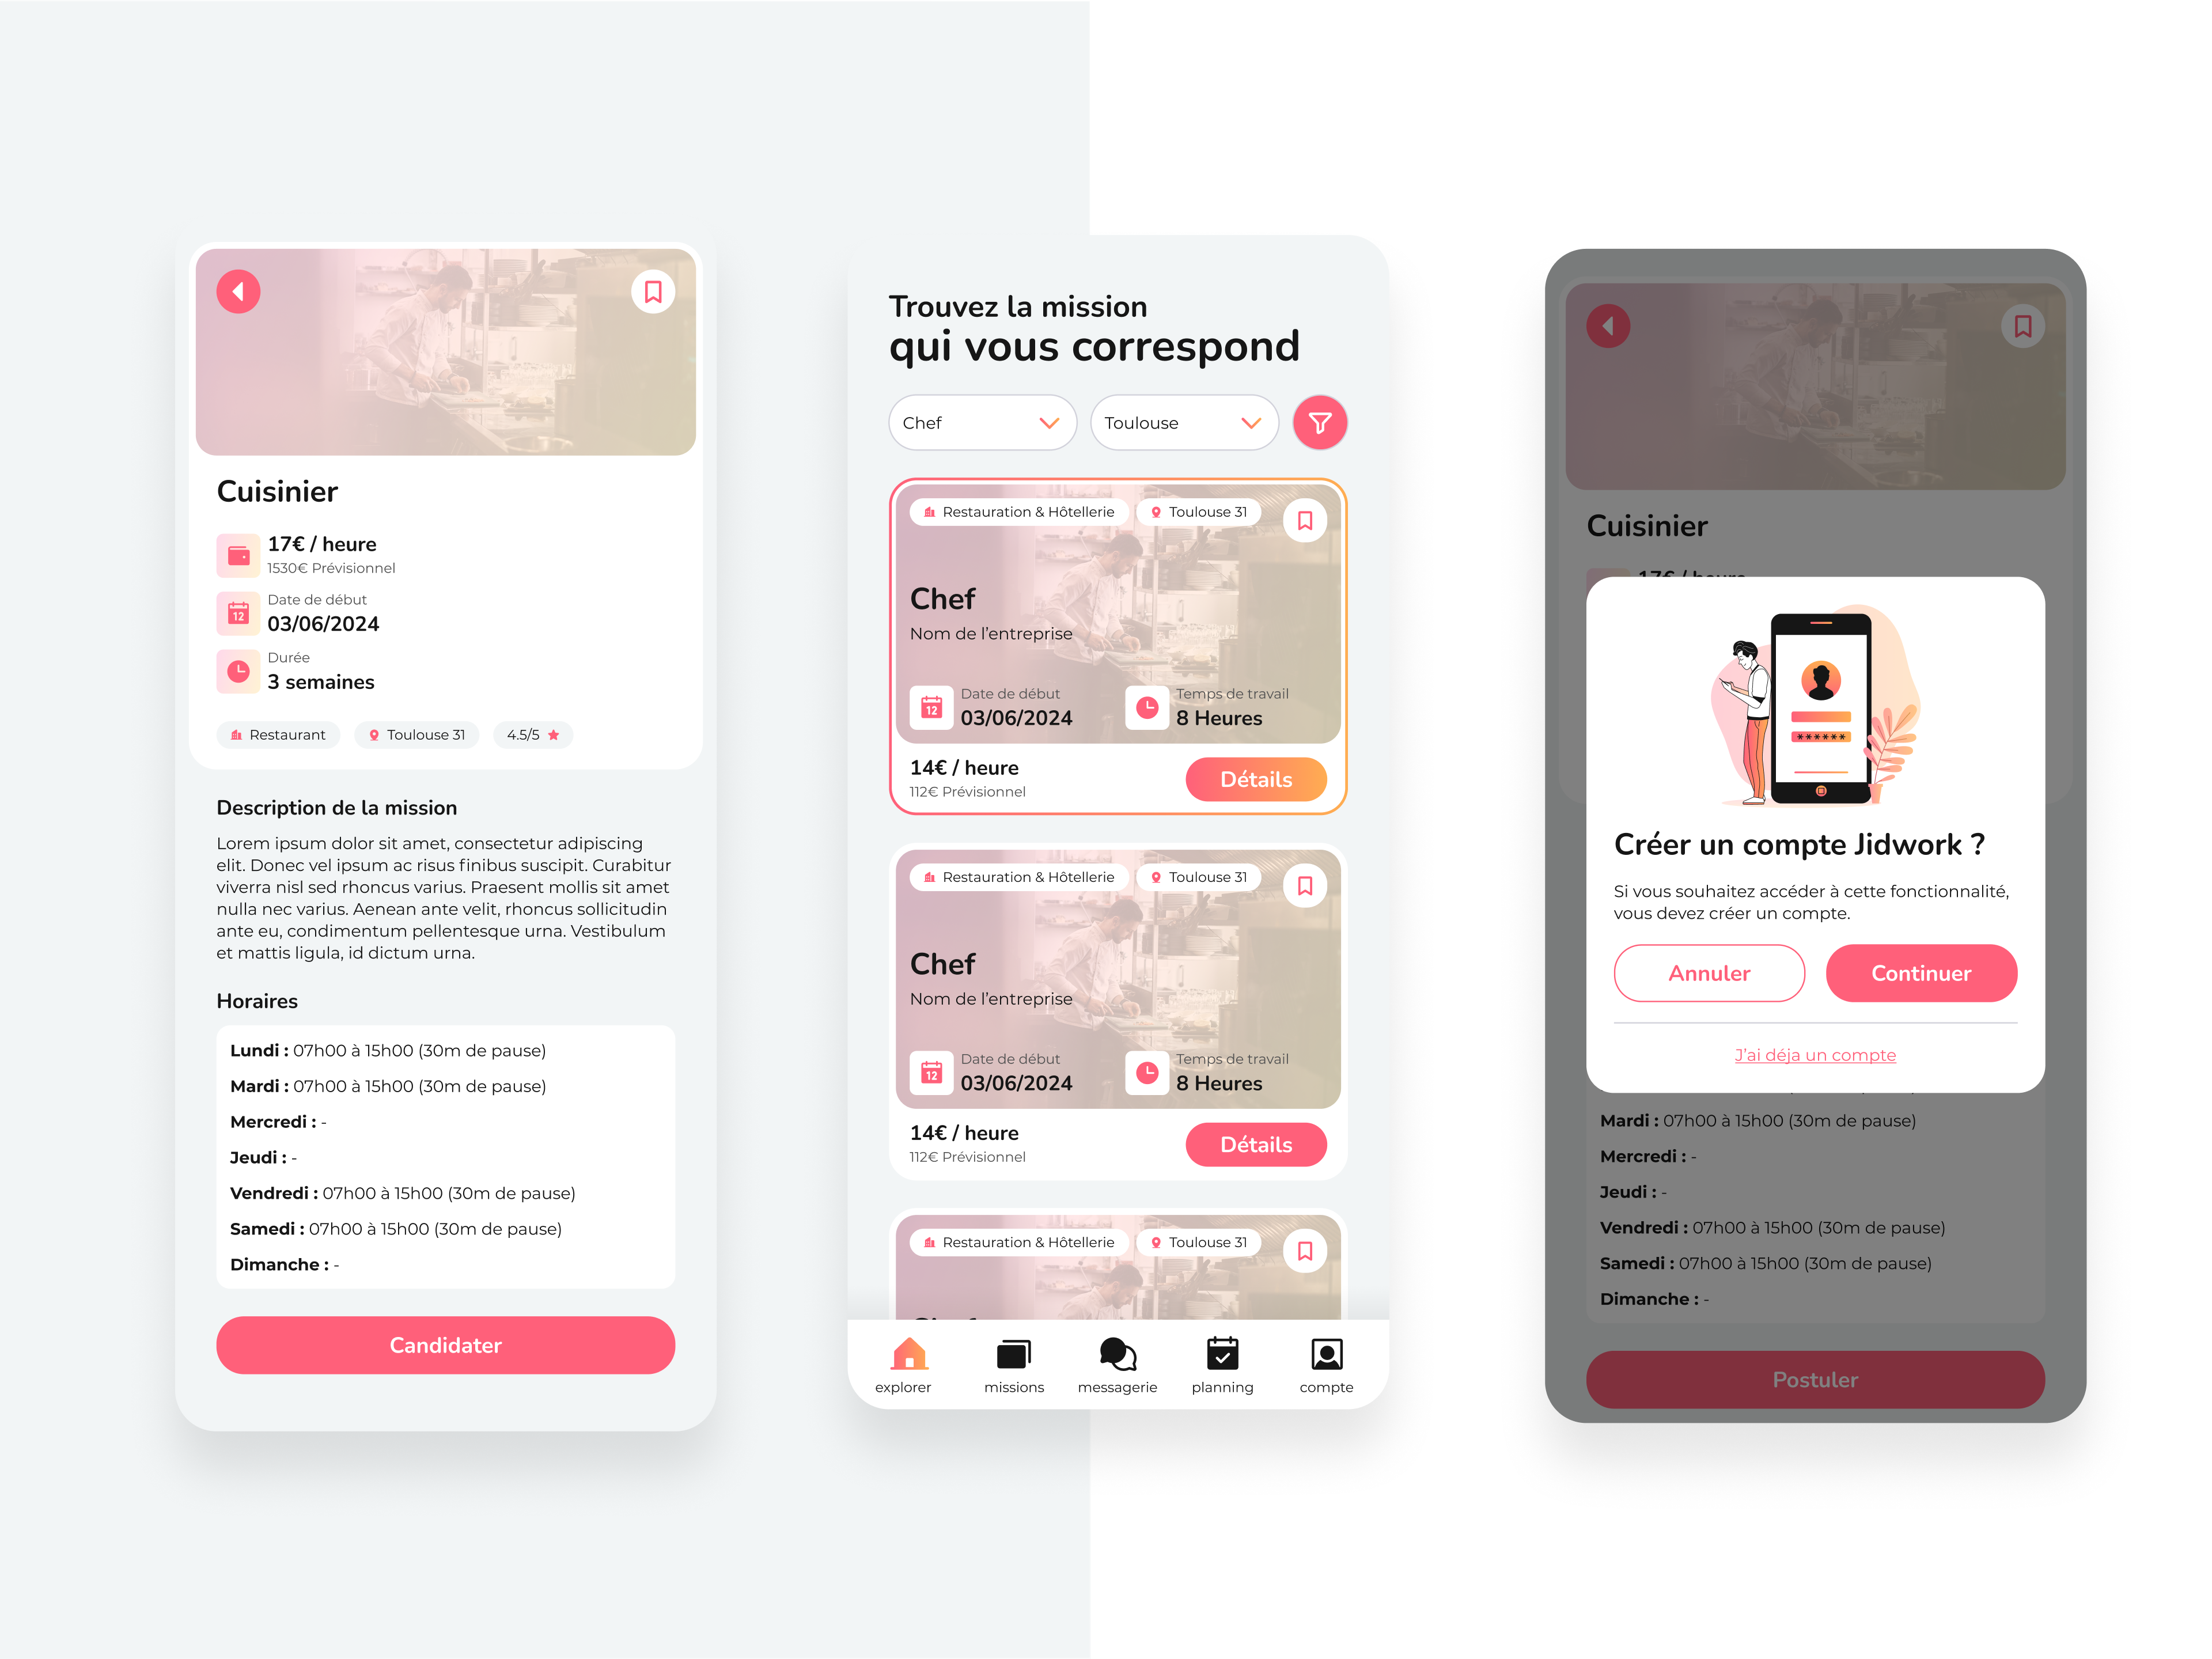 Cuisinier
17€ / heure
1530€ Prévisionnel
12
Date de début
03/06/2024
Durée
3 semaines
Restaurant
Toulouse 31
4.5/5
Description de la mission
Lorem ipsum dolor sit amet, consectetur adipiscing
elit. Donec vel ipsum ac risus finibus suscipit. Curabitur
viverra nisl sed rhoncus varius. Praesent mollis sit amet
nulla nec varius. Aenean ante velit, rhoncus sollicitudin
ante eu, condimentum pellentesque urna. Vestibulum
et mattis ligula, id dictum urna.
Horaires
Lundi : 07h00 à 15h00 (30m de pause)
Mardi : 07h00 à 15h00 (30m de pause)
Mercredi : -
Jeudi : -
Vendredi : 07h00 à 15h00 (30m de pause)
Samedi : 07h00 à 15h00 (30m de pause)
Dimanche : -
Candidater
Trouvez la mission
qui vous correspond
Chef
Toulouse
Restauration & Hôtellerie
Toulouse 31
Chef
Nom de l'entreprise
12
Date de début
03/06/2024
Temps de travail
8 Heures
14€ / heure
112€ Prévisionnel
Détails
Restauration & Hôtellerie
Toulouse 31
Chef
Nom de l'entreprise
12
Date de début
03/06/2024
Temps de travail
8 Heures
14€ / heure
112€ Prévisionnel
Détails
Restauration & Hôtellerie
Toulouse 31
explorer
missions
messagerie
planning
compte
Cuisinier
17€ / heure
******
Créer un compte Jidwork ?
Si vous souhaitez accéder à cette fonctionnalité,
vous devez créer un compte.
Annuler
Continuer
J'ai déja un compte
Mardi : 07h00 à 15h00 (30m de pause)
Mercredi : -
Jeudi : -
Vendredi : 07h00 à 15h00 (30m de pause)
Samedi : 07h00 à 15h00 (30m de pause)
Dimanche : -
Postuler